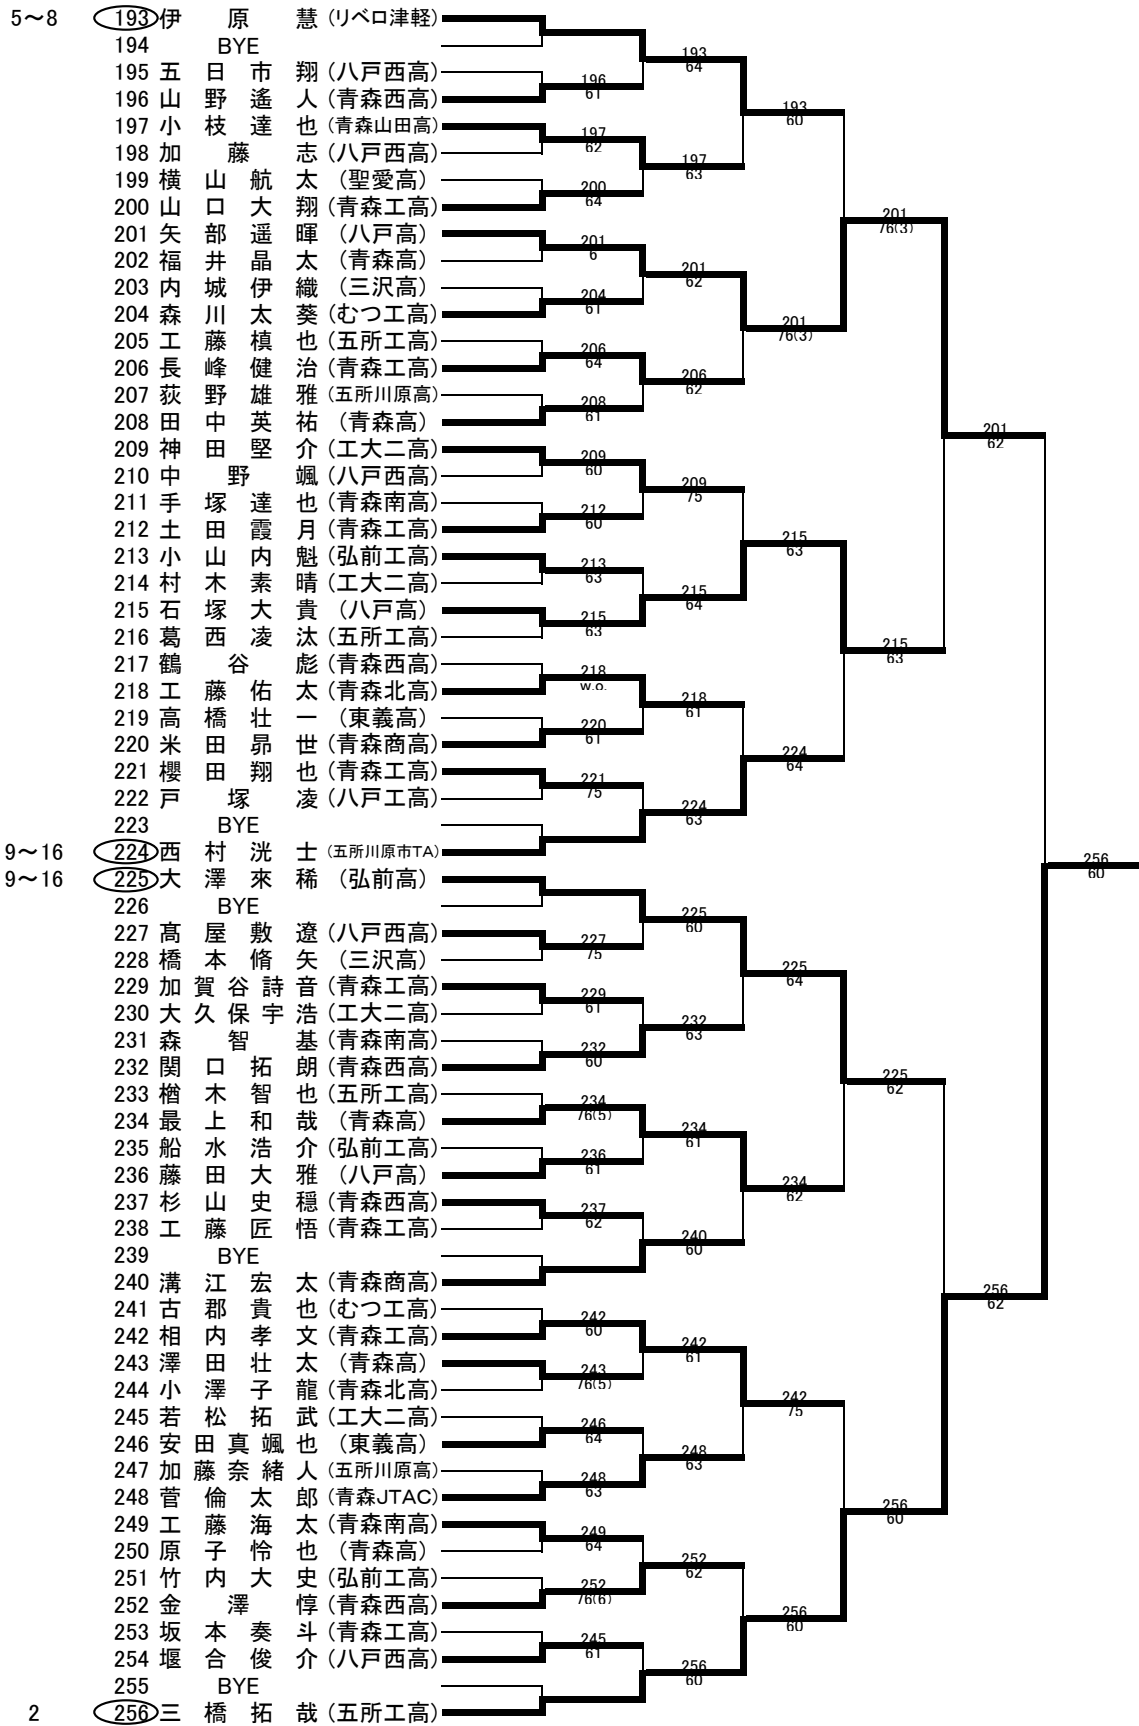 5～8 193 伊原慧 (リベロ津軽)
194 BYE
193
64
195 五日市翔 (八戸西高)
196
61
196 山野遙人 (青森西高)
193
60
197 小枝達也 (青森山田高)
197
62
198 加藤志 (八戸西高)
197
63
199 横山航太 (聖愛高)
200
64
200 山口大翔 (青森工高)
201
76(3)
201 矢部遥暉 (八戸高)
201
6
202 福井晶太 (青森高)
201
62
203 内城伊織 (三沢高)
204
61
204 森川太葵 (むつ工高)
201
76(3)
205 工藤槙也 (五所工高)
206
64
206 長峰健治 (青森工高)
206
62
207 荻野雄雅 (五所川原高)
208
61
208 田中英祐 (青森高)
201
62
209 神田堅介 (工大二高)
209
60
210 中野颯 (八戸西高)
209
75
211 手塚達也 (青森南高)
212
60
212 土田霞月 (青森工高)
215
63
213 小山内魁 (弘前工高)
213
63
214 村木素晴 (工大二高)
215
64
215 石塚大貴 (八戸高)
215
63
216 葛西凌汰 (五所工高)
215
63
217 鶴谷彪 (青森西高)
218
w.o.
218 工藤佑太 (青森北高)
218
61
219 高橋壮一 (東義高)
220
61
220 米田昴世 (青森商高)
224
64
221 櫻田翔也 (青森工高)
221
75
222 戸塚凌 (八戸工高)
224
63
223 BYE
9～16 224 西村洸士 (五所川原市TA)
256
60
9～16 225 大澤來稀 (弘前高)
226 BYE
225
60
227 髙屋敷遼 (八戸西高)
227
75
228 橋本脩矢 (三沢高)
225
64
229 加賀谷詩音 (青森工高)
229
61
230 大久保宇浩 (工大二高)
232
63
231 森智基 (青森南高)
232
60
232 関口拓朗 (青森西高)
225
62
233 楢木智也 (五所工高)
234
76(5)
234 最上和哉 (青森高)
234
61
235 船水浩介 (弘前工高)
236
61
236 藤田大雅 (八戸高)
234
62
237 杉山史穏 (青森西高)
237
62
238 工藤匠悟 (青森工高)
240
60
239 BYE
240 溝江宏太 (青森商高)
256
62
241 古郡貴也 (むつ工高)
242
60
242 相内孝文 (青森工高)
242
61
243 澤田壮太 (青森高)
243
76(5)
244 小澤子龍 (青森北高)
242
75
245 若松拓武 (工大二高)
246
64
246 安田真颯也 (東義高)
248
63
247 加藤奈緒人 (五所川原高)
248
63
248 菅倫太郎 (青森JTAC)
256
60
249 工藤海太 (青森南高)
249
64
250 原子怜也 (青森高)
252
62
251 竹内大史 (弘前工高)
252
76(6)
252 金澤惇 (青森西高)
256
60
253 坂本奏斗 (青森工高)
245
61
254 堰合俊介 (八戸西高)
256
60
255 BYE
2 256 三橋拓哉 (五所工高)